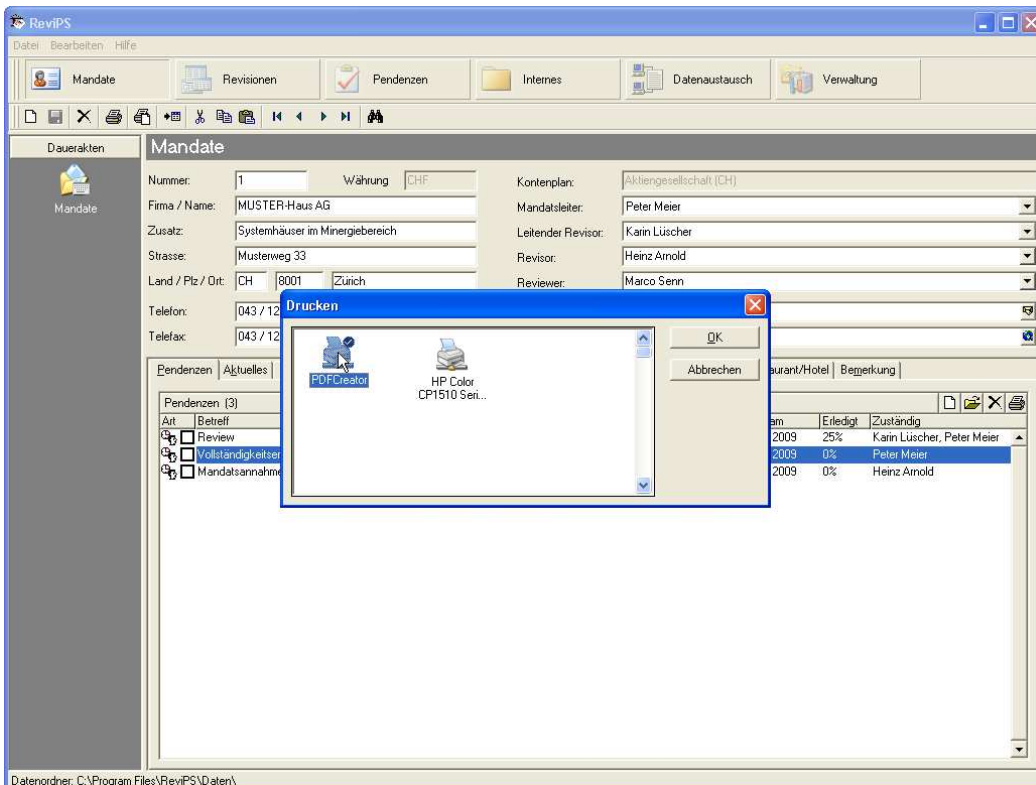 ReviPS
Datei Bearbeiten Hilfe
Mandate Revisionen Pendenzen Internes Datenaustausch Verwaltung
Dauerakten
Mandate
Mandate
Nummer: 1 Währung CHF
Firma / Name: MUSTER-Haus AG
Zusatz: Systemhäuser im Minergiebereich
Strasse: Musterweg 33
Land / Plz / Ort: CH 8001 Zürich
Telefon: 043 / 12
Telefax: 043 / 12
Kontenplan: Aktiengesellschaft (CH)
Mandatsleiter: Peter Meier
Leitender Revisor: Karin Lüscher
Revisor: Heinz Arnold
Reviewer: Marco Senn
Drucken
PDFCreator
HP Color
CP1510 Seri...
OK
Abbrechen
Pendenzen Aktuelles aurant/Hotel Bemerkung
Pendenzen (3)
Art Betreff am Erledigt Zuständig
Review 2009 25% Karin Lüscher, Peter Meier
Vollständigkeitser 2009 0% Peter Meier
Mandatsannahme 2009 0% Heinz Arnold
Datenordner: C:\Program Files\ReviPS\Daten\